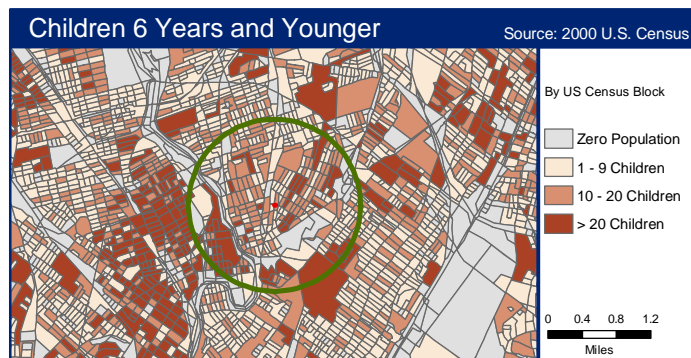 Children 6 Years and Younger
Source: 2000 U.S. Census
By US Census Block
Zero Population
1 - 9 Children
10 - 20 Children
> 20 Children
0 0.4 0.8 1.2
Miles